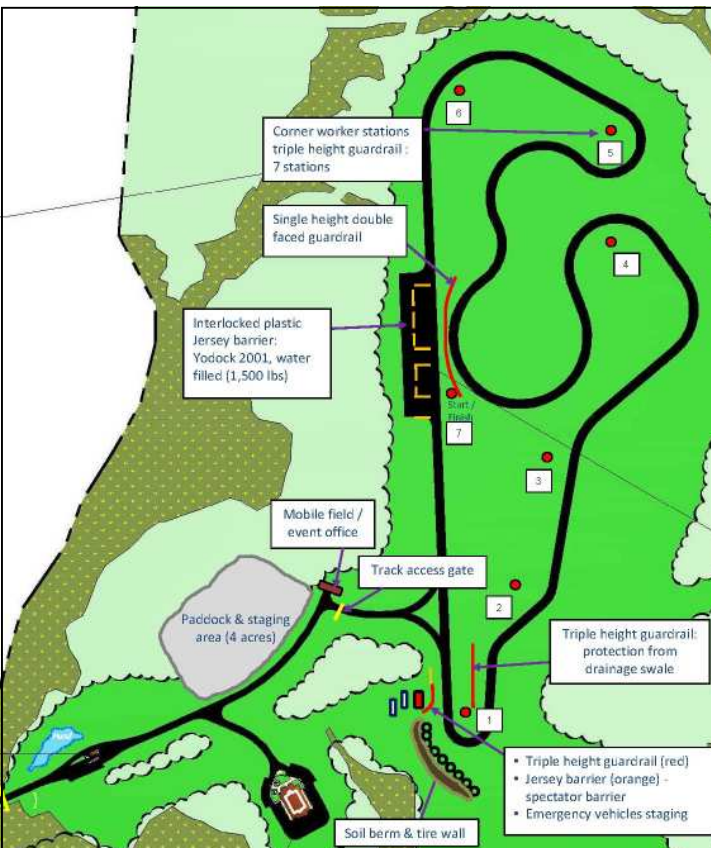 6
Corner worker stations
triple height guardrail :
7 stations
5
Single height double
faced guardrail
4
Interlocked plastic
Jersey barrier:
Yodock 2001, water
filled (1,500 lbs)
Start /
Finish
7
3
Mobile field /
event office
Track access gate
2
Paddock & staging
area (4 acres)
Triple height guardrail:
protection from
drainage swale
1
Pond
• Triple height guardrail (red)
• Jersey barrier (orange) -
spectator barrier
• Emergency vehicles staging
Soil berm & tire wall